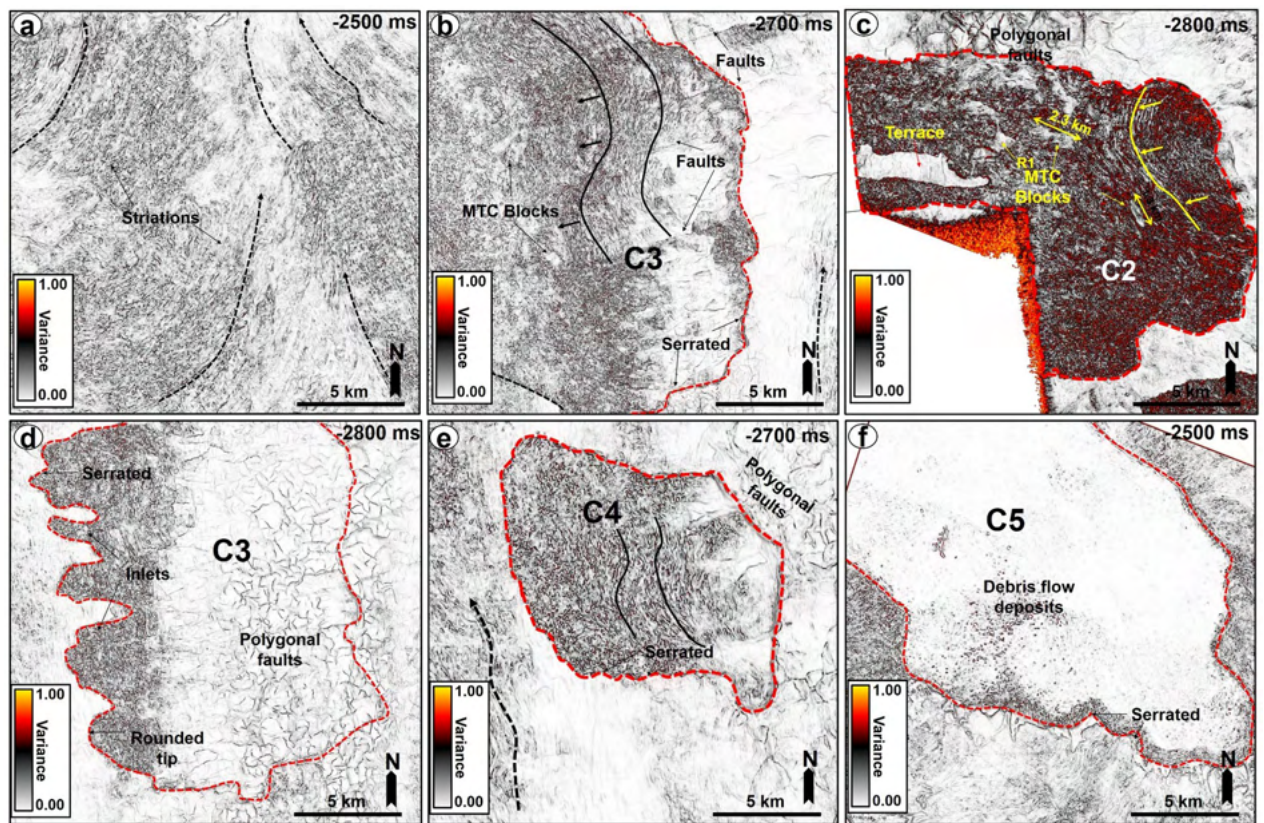 a
-2500 ms
Striations
1.00
Variance
0.00
N
5 km
b
-2700 ms
Faults
Faults
MTC Blocks
C3
Serrated
1.00
Variance
0.00
N
5 km
c
-2800 ms
Polygonal
faults
2.3 km
Terrace
R1
MTC
Blocks
C2
1.00
Variance
0.00
N
5 km
d
-2800 ms
Serrated
C3
Inlets
Polygonal
faults
Rounded
tip
1.00
Variance
0.00
N
5 km
e
-2700 ms
Polygonal
faults
C4
Serrated
1.00
Variance
0.00
N
5 km
f
-2500 ms
C5
Debris flow
deposits
Serrated
1.00
Variance
0.00
N
5 km